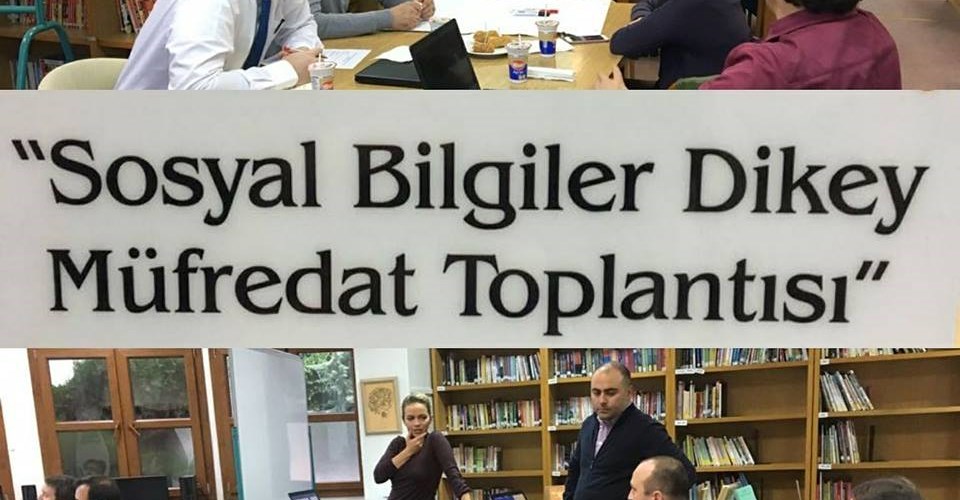 "Sosyal Bilgiler Dikey
Müfredat Toplantısı"